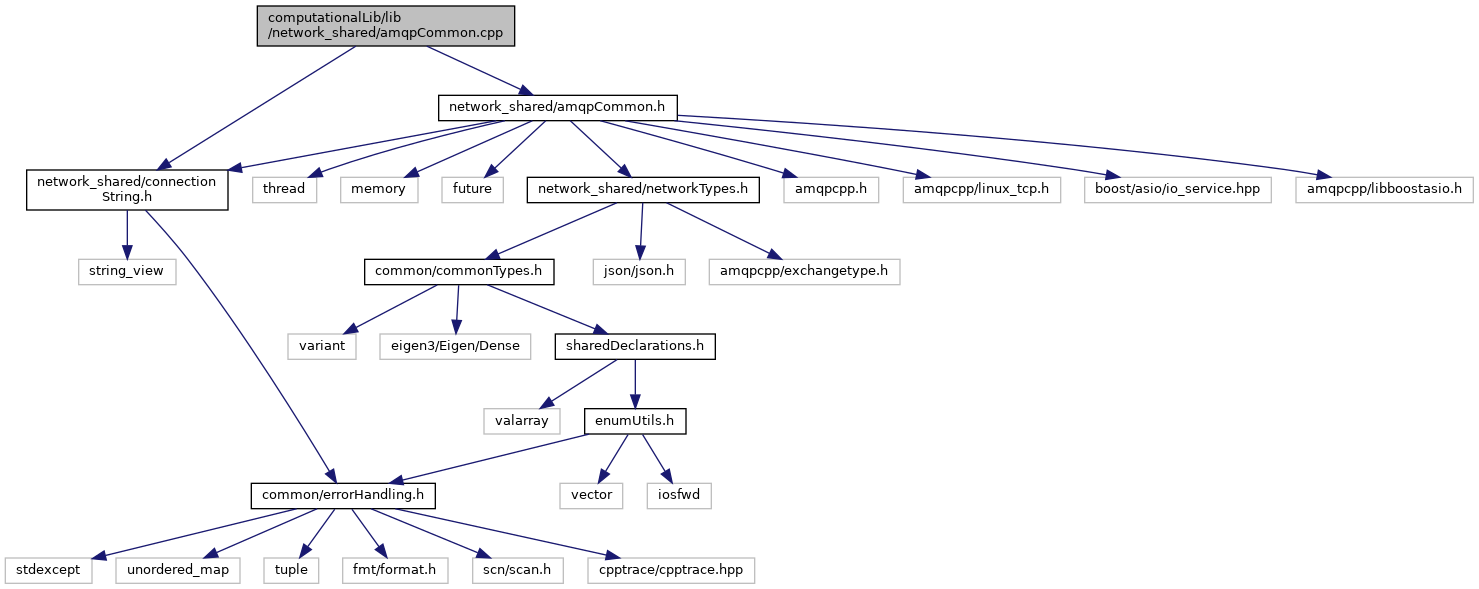 computationalLib/lib
/network_shared/amqpCommon.cpp
network_shared/amqpCommon.h
network_shared/connection
String.h
thread
memory
future
network_shared/networkTypes.h
amqpcpp.h
amqpcpp/linux_tcp.h
boost/asio/io_service.hpp
amqpcpp/libboostasio.h
string_view
common/commonTypes.h
json/json.h
amqpcpp/exchangetype.h
variant
eigen3/Eigen/Dense
sharedDeclarations.h
valarray
enumUtils.h
common/errorHandling.h
vector
iosfwd
stdexcept
unordered_map
tuple
fmt/format.h
scn/scan.h
cpptrace/cpptrace.hpp